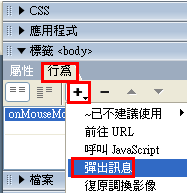 CSS
應用程式
標籤 <body>
屬性 行為
onMouseMo
~已不建議使用
前往 URL
呼叫 JavaScript
彈出訊息
檔案
復原調換影像